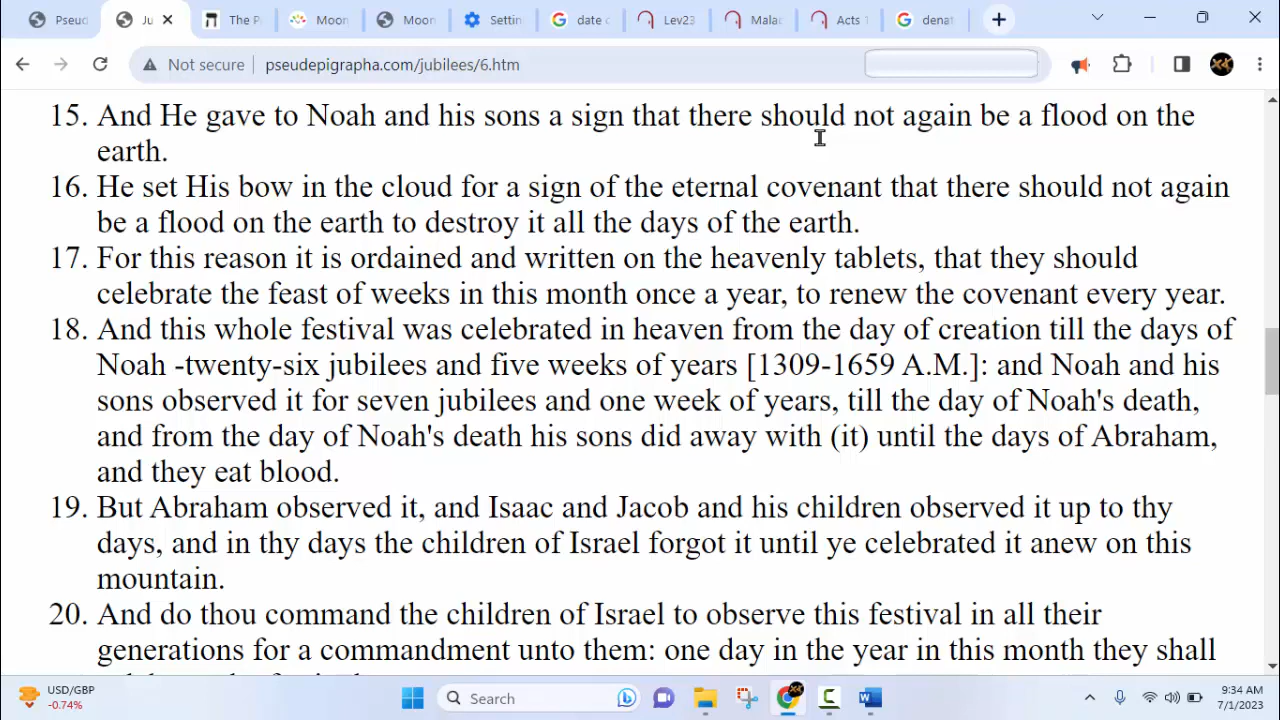 Pseud
Ju
The P
Moon
Moon
Settin
date c
Lev23
Malac
Acts 1
denat
Not secure
pseudepigrapha.com/jubilees/6.htm
15. And He gave to Noah and his sons a sign that there should not again be a flood on the
earth.
16. He set His bow in the cloud for a sign of the eternal covenant that there should not again
be a flood on the earth to destroy it all the days of the earth.
17. For this reason it is ordained and written on the heavenly tablets, that they should
celebrate the feast of weeks in this month once a year, to renew the covenant every year.
18. And this whole festival was celebrated in heaven from the day of creation till the days of
Noah -twenty-six jubilees and five weeks of years [1309-1659 A.M.]: and Noah and his
sons observed it for seven jubilees and one week of years, till the day of Noah's death,
and from the day of Noah's death his sons did away with (it) until the days of Abraham,
and they eat blood.
19. But Abraham observed it, and Isaac and Jacob and his children observed it up to thy
days, and in thy days the children of Israel forgot it until ye celebrated it anew on this
mountain.
20. And do thou command the children of Israel to observe this festival in all their
generations for a commandment unto them: one day in the year in this month they shall
USD/GBP
-0.74%
Search
9:34 AM
7/1/2023